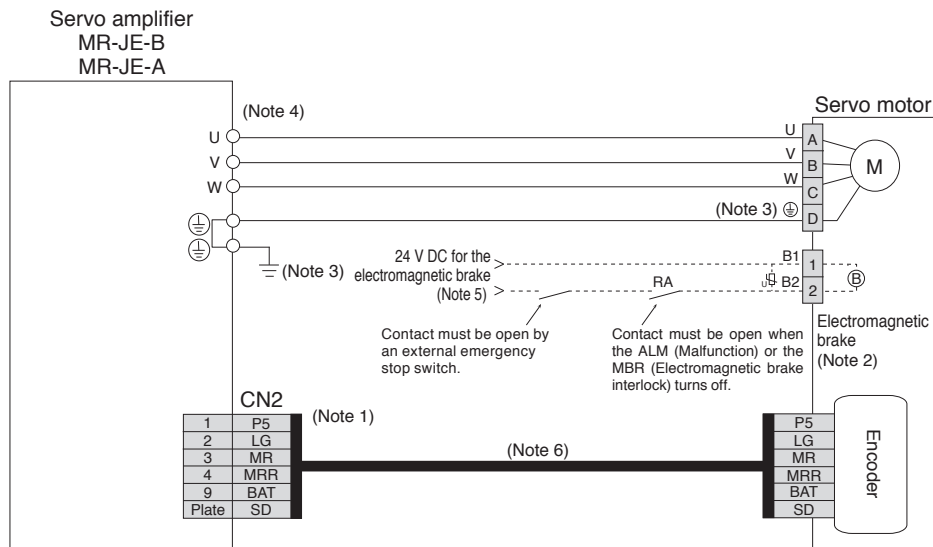 Servo amplifier
MR-JE-B
MR-JE-A
(Note 4)
Servo motor
U
U
A
V
V
B
M
W
W
C
(Note 3)
D
(Note 3)
24 V DC for the
electromagnetic brake
(Note 5)
B1
1
RA
U
B2
2
B
Contact must be open by
an external emergency
stop switch.
Contact must be open when
the ALM (Malfunction) or the
MBR (Electromagnetic brake
interlock) turns off.
Electromagnetic
brake
(Note 2)
CN2
(Note 1)
(Note 6)
1 P5
2 LG
3 MR
4 MRR
9 BAT
Plate SD
P5
LG
MR
MRR
BAT
SD
Encoder